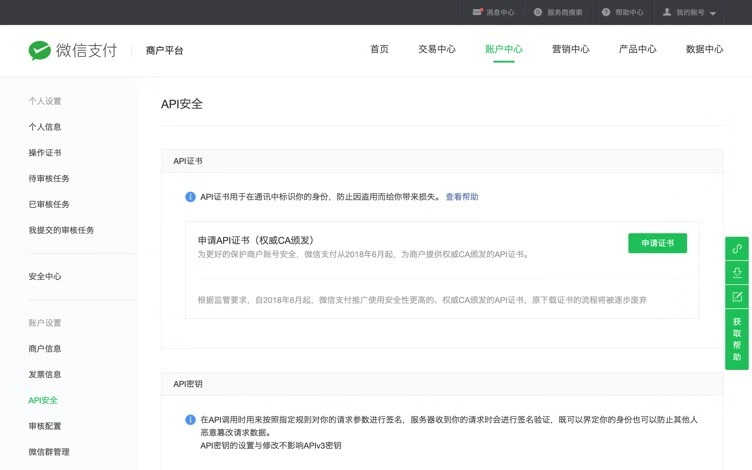 消息中心
服务商搜索
帮助中心
我的账号
微信支付
商户平台
首页
交易中心
账户中心
营销中心
产品中心
数据中心
个人设置
个人信息
操作证书
待审核任务
已审核任务
我提交的审核任务
安全中心
账户设置
商户信息
发票信息
API安全
审核配置
微信群管理
API安全
API证书
API证书用于在通讯中标识你的身份，防止因盗用而给你带来损失。 查看帮助
申请API证书（权威CA颁发）
为更好的保护商户账号安全，微信支付从2018年6月起，为商户提供权威CA颁发的API证书。
申请证书
根据监管要求，自2018年6月起，微信支付推广使用安全性更高的、权威CA颁发的API证书，原下载证书的流程将被逐步废弃
API密钥
在API调用时用来按照指定规则对你的请求参数进行签名，服务器收到你的请求时会进行签名验证，既可以界定你的身份也可以防止其他人
恶意篡改请求数据。
API密钥的设置与修改不影响APIv3密钥
获
取
帮
助